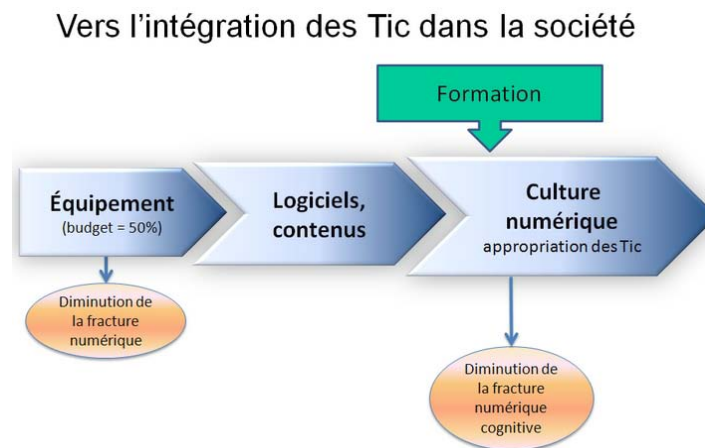 Vers l'intégration des Tic dans la société
Formation
Équipement
(budget = 50%)
Logiciels,
contenus
Culture
numérique
appropriation des Tic
Diminution de
la fracture
numérique
Diminution de
la fracture
numérique
cognitive